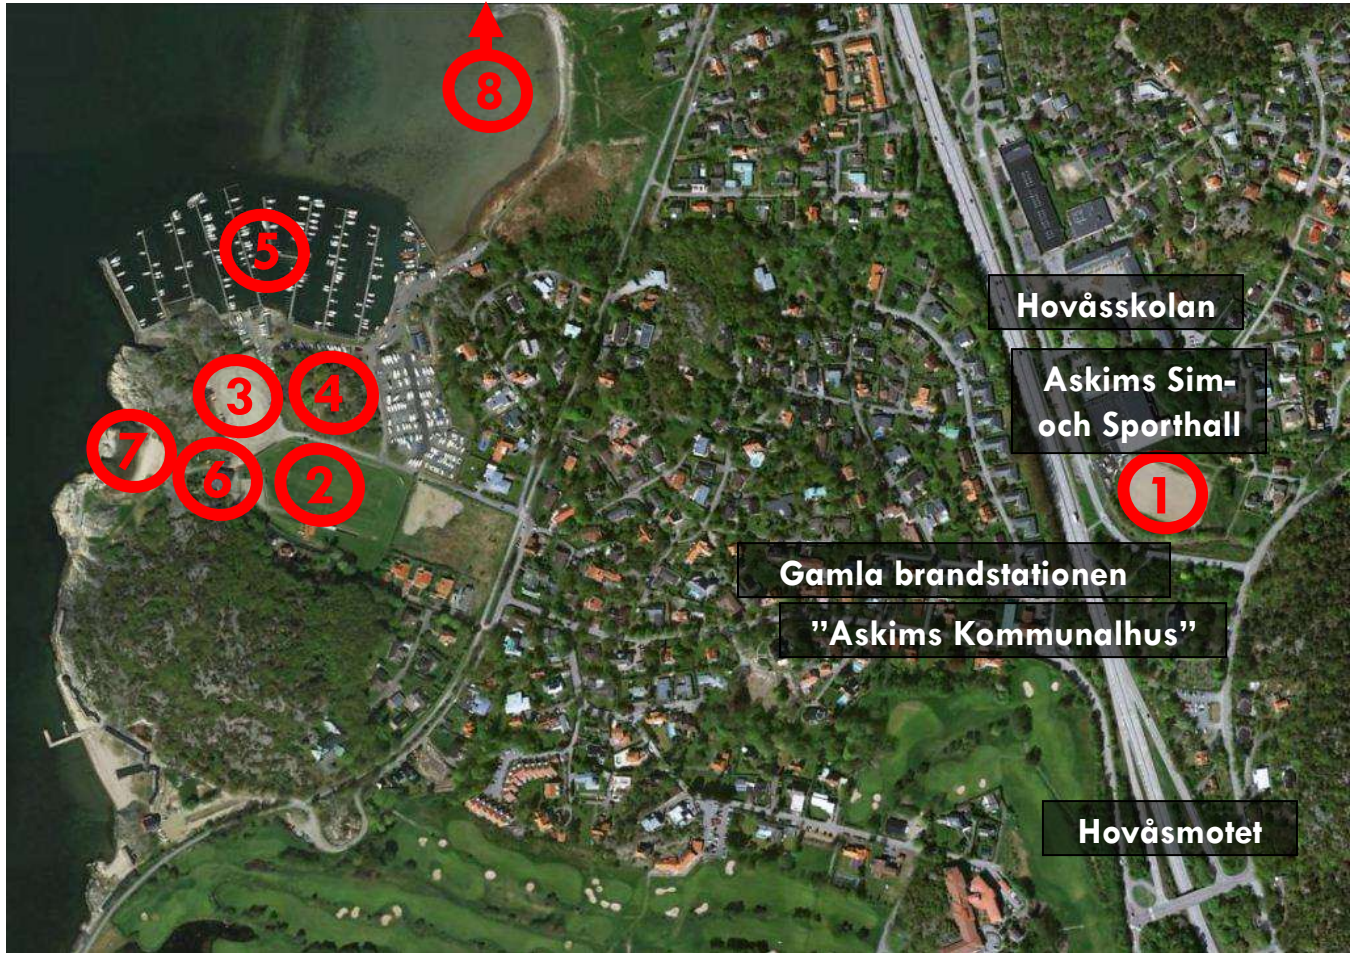 8
5
Hovåsskolan
3
4
Askims Sim-
och Sporthall
7
6
2
1
Gamla brandstationen
”Askims Kommunalhus”
Hovåsmotet